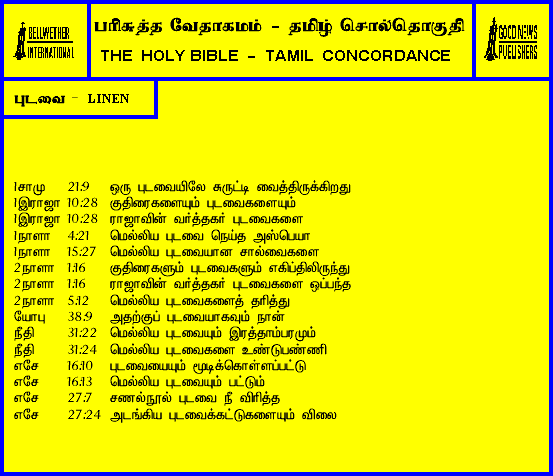 BELLWETHER
INTERNATIONAL
பரிசுத்த வேதாகமம் - தமிழ் சொல்தொகுதி
THE HOLY BIBLE - TAMIL CONCORDANCE
GOOD NEWS
PUBLISHERS
புடவை - LINEN
1சாமு 21:9 ஒரு புடவையிலே சுருட்டி வைத்திருக்கிறது
1இராஜா 10:28 குதிரைகளையும் புடவைகளையும்
1இராஜா 10:28 ராஜாவின் வர்த்தகர் புடவைகளை
1நாளா 4:21 மெல்லிய புடவை நெய்த அஸ்பெயா
1நாளா 15:27 மெல்லிய புடவையான சால்வைகளை
2நாளா 1:16 குதிரைகளும் புடவைகளும் எகிப்திலிருந்து
2நாளா 1:16 ராஜாவின் வர்த்தகர் புடவைகளை ஒப்பந்த
2நாளா 5:12 மெல்லிய புடவைகளைத் தரித்து
யோபு 38:9 அதற்குப் புடவையாகவும் நான்
நீதி 31:22 மெல்லிய புடவையும் இரத்தாம்பரமும்
நீதி 31:24 மெல்லிய புடவைகளை உண்டுபண்ணி
எசே 16:10 புடவையையும் மூடிக்கொள்ளப்பட்டு
எசே 16:13 மெல்லிய புடவையும் பட்டும்
எசே 27:7 சணல்நூல் புடவை நீ விரித்த
எசே 27:24 அடங்கிய புடவைக்கட்டுகளையும் விலை